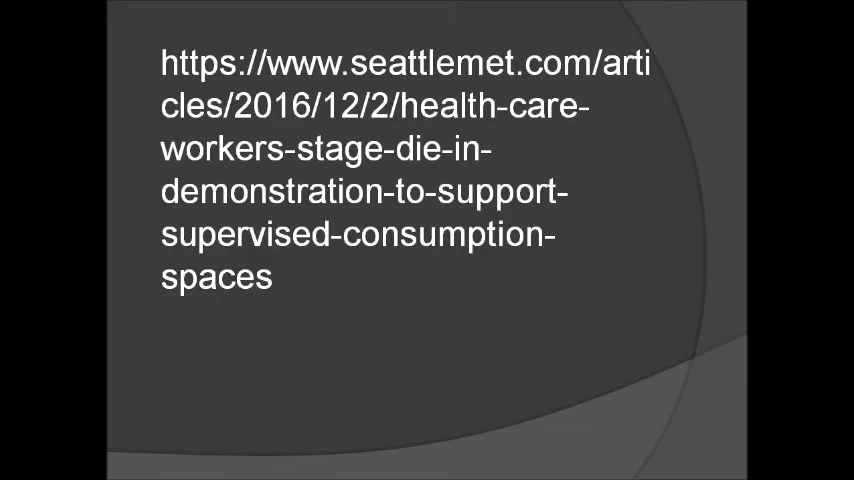 https://www.seattlemet.com/arti
cles/2016/12/2/health-care-
workers-stage-die-in-
demonstration-to-support-
supervised-consumption-
spaces